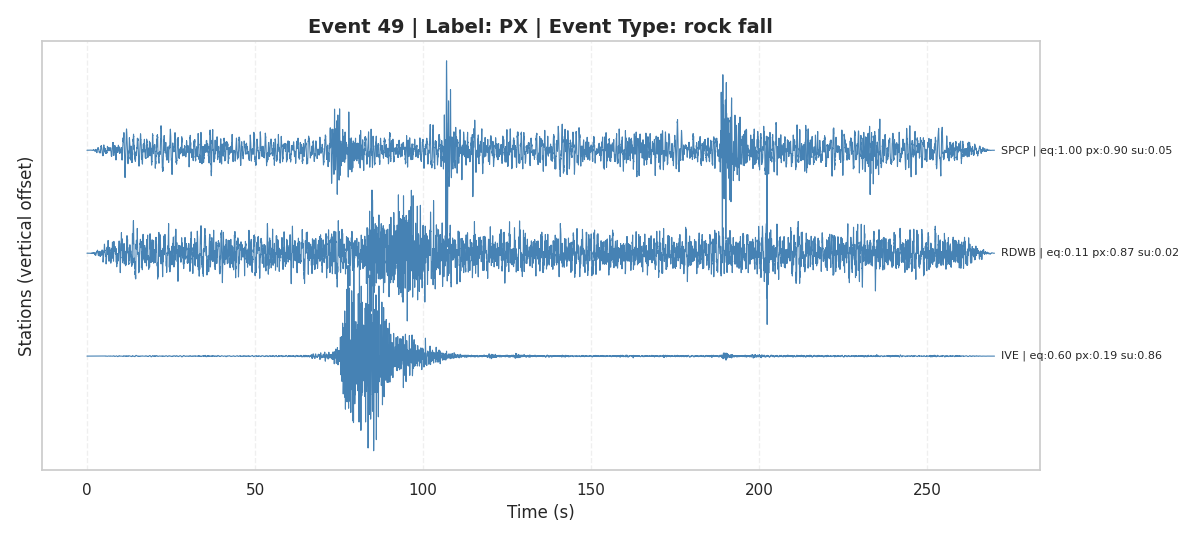 Event 49 | Label: PX | Event Type: rock fall
Stations (vertical offset)
SPCP | eq:1.00 px:0.90 su:0.05
RDWB | eq:0.11 px:0.87 su:0.02
IVE | eq:0.60 px:0.19 su:0.86
0 50 100 150 200 250
Time (s)